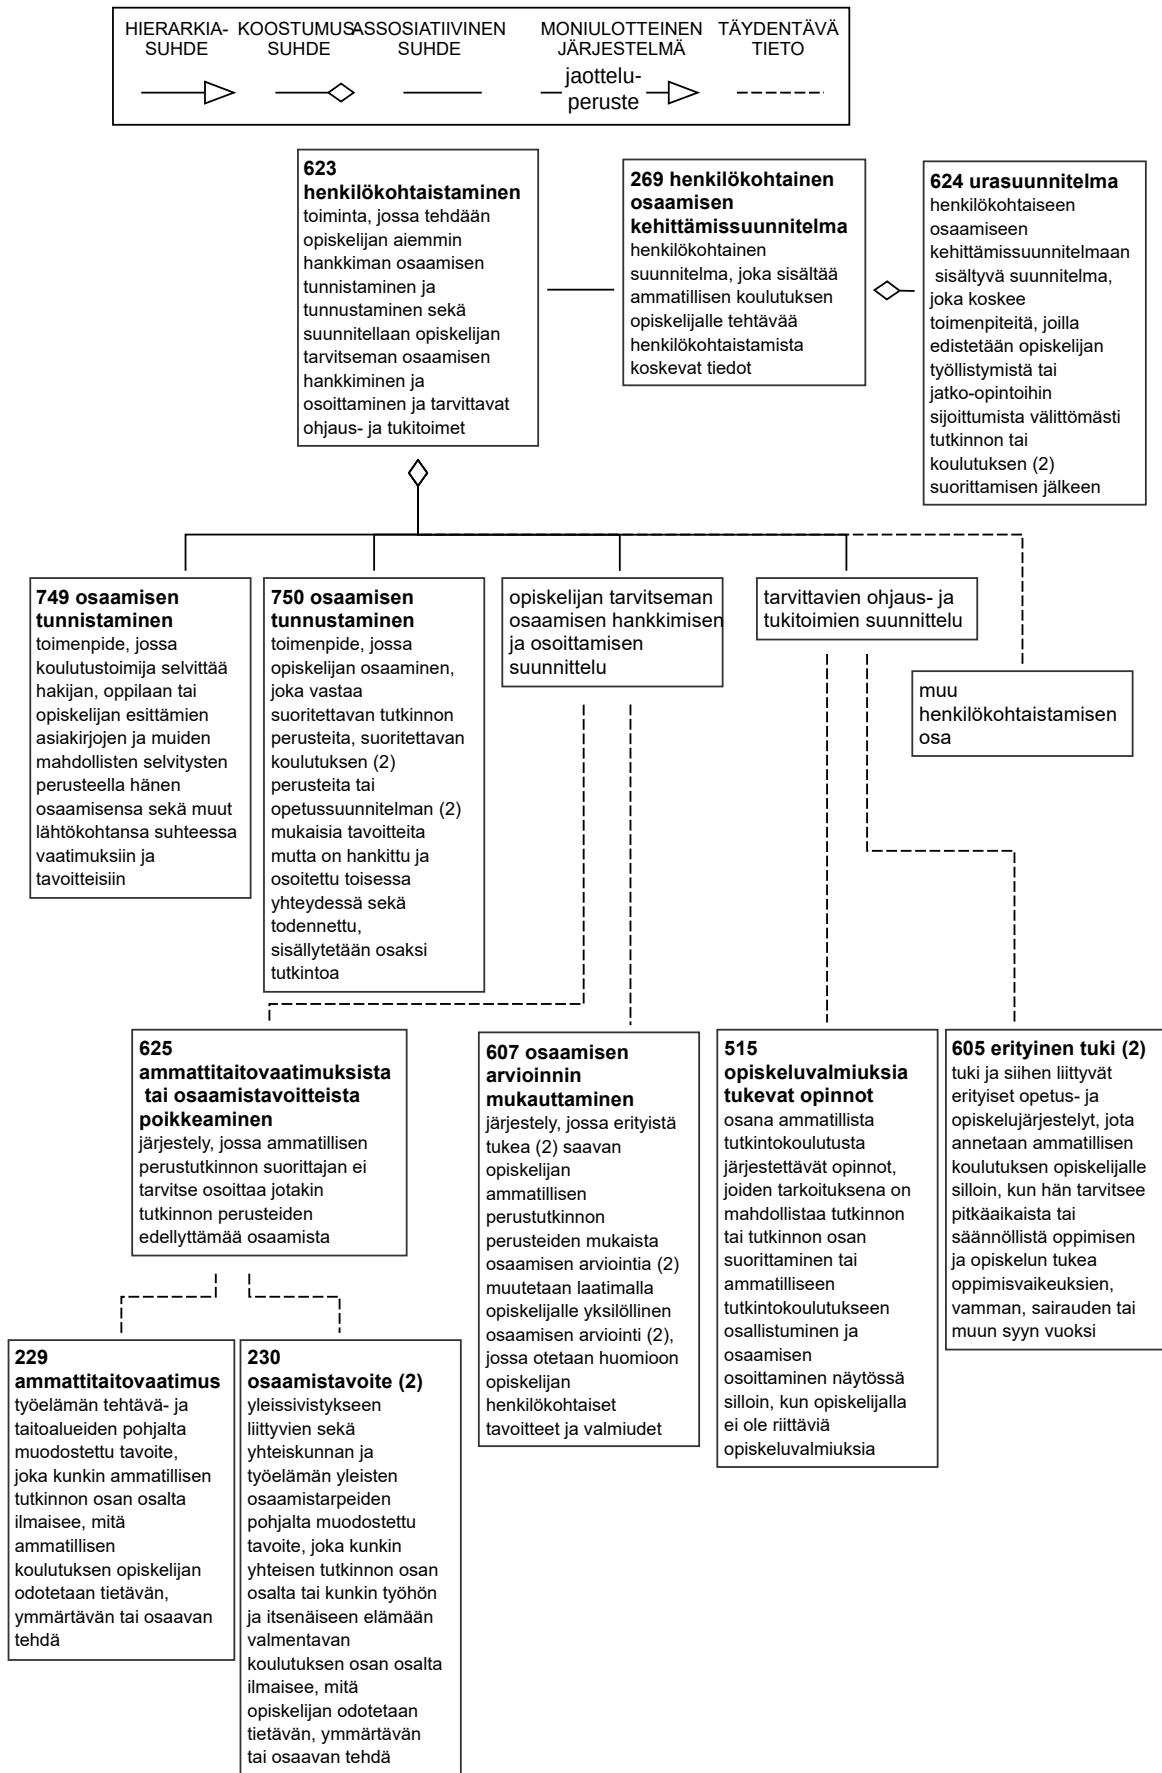 HIERARKIA-
SUHDE
KOOSTUMUS-
SUHDE
ASSOSIATIIVINEN
SUHDE
MONIULOTTEINEN
JÄRJESTELMÄ
jaottelu-
peruste
TÄYDENTÄVÄ
TIETO
623
henkilökohtaistaminen
toiminta, jossa tehdään
opiskelijan aiemmin
hankkiman osaamisen
tunnistaminen ja
tunnustaminen sekä
suunnitellaan opiskelijan
tarvitseman osaamisen
hankkiminen ja
osoittaminen ja tarvittavat
ohjaus- ja tukitoimet
269 henkilökohtainen
osaamisen
kehittämissuunnitelma
henkilökohtainen
suunnitelma, joka sisältää
ammatillisen koulutuksen
opiskelijalle tehtävää
henkilökohtaistamista
koskevat tiedot
624 urasuunnitelma
henkilökohtaiseen
osaamiseen
kehittämissuunnitelmaan
sisältyvä suunnitelma,
joka koskee
toimenpiteitä, joilla
edistetään opiskelijan
työllistymistä tai
jatko-opintoihin
sijoittumista välittömästi
tutkinnon tai
koulutuksen (2)
suorittamisen jälkeen
749 osaamisen
tunnistaminen
toimenpide, jossa
koulutustoimija selvittää
hakijan, oppilaan tai
opiskelijan esittämien
asiakirjojen ja muiden
mahdollisten selvitysten
perusteella hänen
osaamisensa sekä muut
lähtökohtansa suhteessa
vaatimuksiin ja
tavoitteisiin
750 osaamisen
tunnustaminen
toimenpide, jossa
opiskelijan osaaminen,
joka vastaa
suoritettavan tutkinnon
perusteita, suoritettavan
koulutuksen (2)
perusteita tai
opetussuunnitelman (2)
mukaisia tavoitteita
mutta on hankittu ja
osoitettu toisessa
yhteydessä sekä
todennettu,
sisällytetään osaksi
tutkintoa
opiskelijan tarvitseman
osaamisen hankkimisen
ja osoittamisen
suunnittelu
tarvittavien ohjaus- ja
tukitoimien suunnittelu
muu
henkilökohtaistamisen
osa
625
ammattitaitovaatimuksista
tai osaamistavoitteista
poikkeaminen
järjestely, jossa ammatillisen
perustutkinnon suorittajan ei
tarvitse osoittaa jotakin
tutkinnon perusteiden
edellyttämää osaamista
607 osaamisen
arvioinnin
mukauttaminen
järjestely, jossa erityistä
tukea (2) saavan
opiskelijan
ammatillisen
perustutkinnon
perusteiden mukaista
osaamisen arviointia (2)
muutetaan laatimalla
opiskelijalle yksilöllinen
osaamisen arviointi (2),
jossa otetaan huomioon
opiskelijan
henkilökohtaiset
tavoitteet ja valmiudet
515
opiskeluvalmiuksia
tukevat opinnot
osana ammatillista
tutkintokoulutusta
järjestettävät opinnot,
joiden tarkoituksena on
mahdollistaa tutkinnon
tai tutkinnon osan
suorittaminen tai
ammatilliseen
tutkintokoulutukseen
osallistuminen ja
osaamisen
osoittaminen näytössä
silloin, kun opiskelijalla
ei ole riittäviä
opiskeluvalmiuksia
605 erityinen tuki (2)
tuki ja siihen liittyvät
erityiset opetus- ja
opiskelujärjestelyt, jota
annetaan ammatillisen
koulutuksen opiskelijalle
silloin, kun hän tarvitsee
pitkäaikaista tai
säännöllistä oppimisen
ja opiskelun tukea
oppimisvaikeuksien,
vamman, sairauden tai
muun syyn vuoksi
229
ammattitaitovaatimus
työelämän tehtävä- ja
taitoalueiden pohjalta
muodostettu tavoite,
joka kunkin ammatillisen
tutkinnon osan osalta
ilmaisee, mitä
ammatillisen
koulutuksen opiskelijan
odotetaan tietävän,
ymmärtävän tai osaavan
tehdä
230
osaamistavoite (2)
yleissivistykseen
liittyvien sekä
yhteiskunnan ja
työelämän yleisten
osaamistarpeiden
pohjalta muodostettu
tavoite, joka kunkin
yhteisen tutkinnon osan
osalta tai kunkin työhön
ja itsenäiseen elämään
valmentavan
koulutuksen osan osalta
ilmaisee, mitä
opiskelijan odotetaan
tietävän, ymmärtävän
tai osaavan tehdä